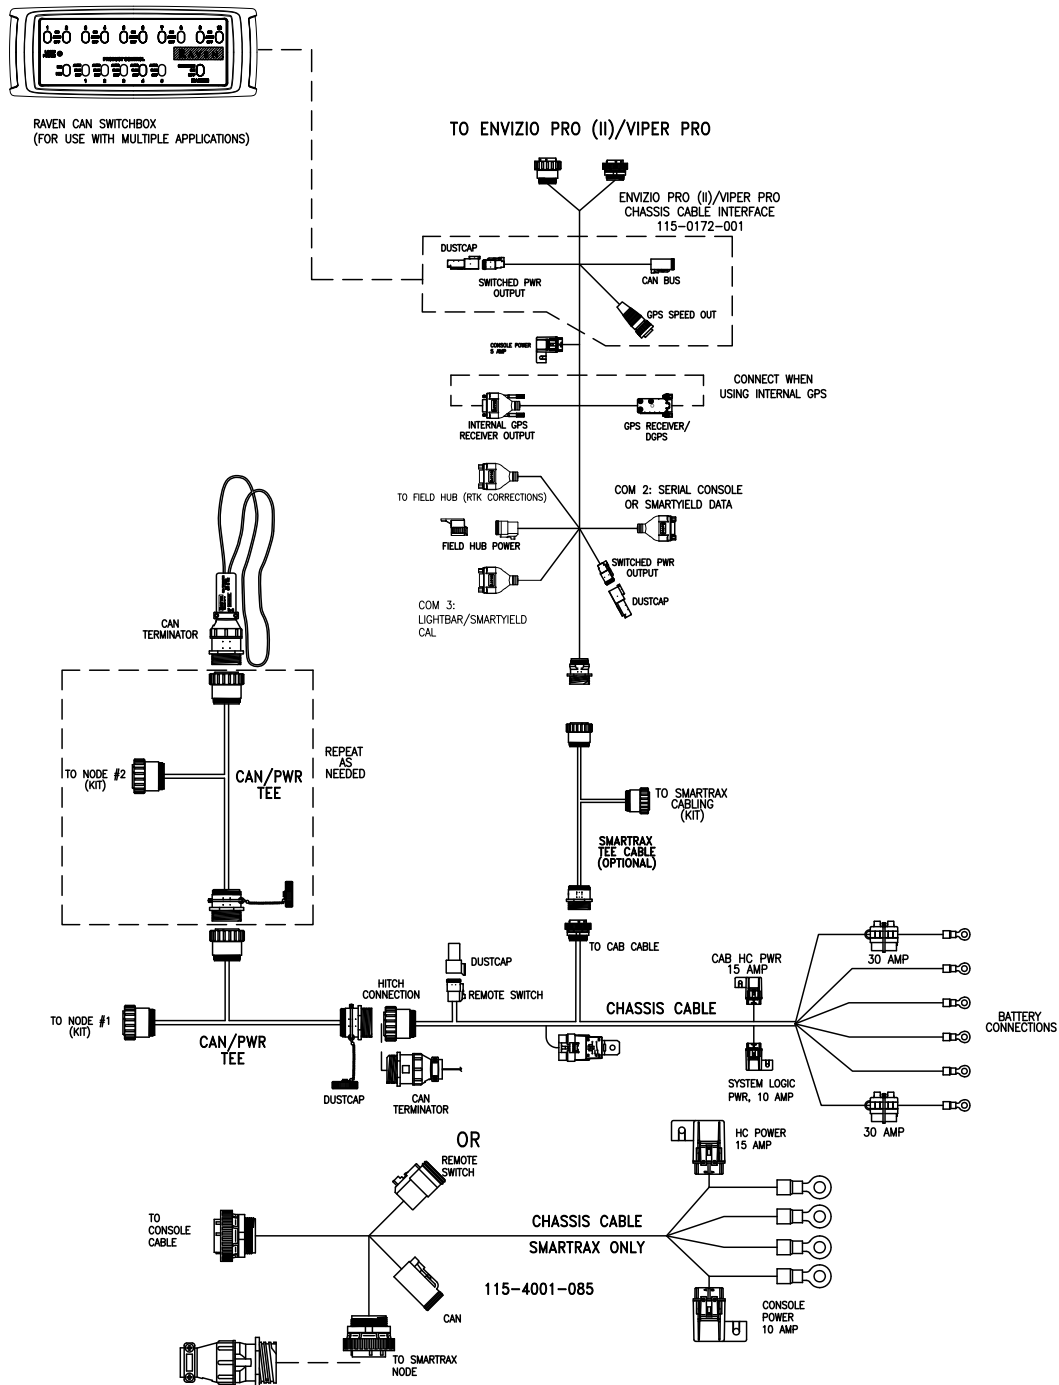 RAVEN
RAVEN CAN SWITCHBOX
(FOR USE WITH MULTIPLE APPLICATIONS)
TO ENVIZIO PRO (II)/VIPER PRO
ENVIZIO PRO (II)/VIPER PRO
CHASSIS CABLE INTERFACE
115-0172-001
DUSTCAP
SWITCHED PWR
OUTPUT
CAN BUS
GPS SPEED OUT
CONSOLE POWER
5 AMP
CONNECT WHEN
USING INTERNAL GPS
INTERNAL GPS
RECEIVER OUTPUT
GPS RECEIVER/
DGPS
TO FIELD HUB (RTK CORRECTIONS)
COM 2: SERIAL CONSOLE
OR SMARTYIELD DATA
FIELD HUB POWER
SWITCHED PWR
OUTPUT
DUSTCAP
COM 3:
LIGHTBAR/SMARTYIELD
CAL
CAN
TERMINATOR
REPEAT
AS
NEEDED
TO NODE #2
(KIT)
CAN/PWR
TEE
TO SMARTRAX
CABLING
(KIT)
SMARTRAX
TEE CABLE
(OPTIONAL)
TO CAB CABLE
DUSTCAP
REMOTE SWITCH
HITCH
CONNECTION
CHASSIS CABLE
CAB HC PWR
15 AMP
30 AMP
BATTERY
CONNECTIONS
TO NODE #1
(KIT)
CAN/PWR
TEE
DUSTCAP
CAN
TERMINATOR
SYSTEM LOGIC
PWR, 10 AMP
30 AMP
OR
REMOTE
SWITCH
HC POWER
15 AMP
TO
CONSOLE
CABLE
CHASSIS CABLE
SMARTRAX ONLY
115-4001-085
CAN
CONSOLE
POWER
10 AMP
TO SMARTRAX
NODE